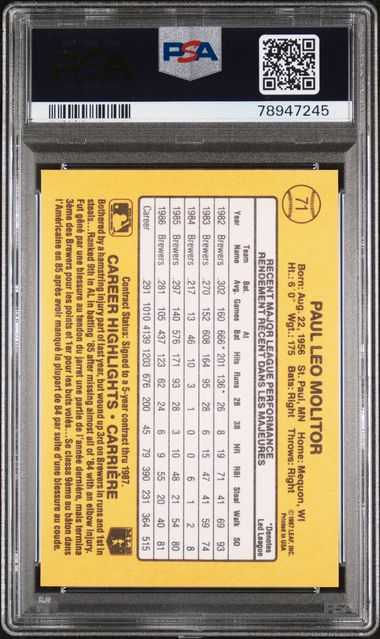 PSA
PSA
78947245
71
PAUL LEO MOLITOR
Born: Aug. 22, 1956 St. Paul, MN Home: Mequon, WI
Ht.: 6' 0" Wgt.: 175 Bats: Right Throws: Right
RECENT MAJOR LEAGUE PERFORMANCE
RENDEMENT RÉCENT DANS LES MAJEURES
*Denotes
Led League
Year Team Name Bat. Avg. Games At Bat Hits Runs 2B 3B HR RBI Steal Walk SO
1982 Brewers .302 160 666 201 136 26 8 19 71 41 69 93
1983 Brewers .270 152 608 164 95 28 6 15 47 41 59 74
1984 Brewers .217 13 46 10 3 1 0 0 6 1 2 8
1985 Brewers .297 140 576 171 93 28 3 10 48 21 54 80
1986 Brewers .281 105 437 123 62 24 6 9 55 20 40 81
Career .291 1010 4139 1203 676 200 45 79 390 231 364 515
© 1987 LEAF, INC.
Printed in USA
Contract Status: Signed to a 5-year contract thru 1987.
CAREER HIGHLIGHTS CARRIÈRE
Bothered by a hamstring injury part of last year, but wound up 3rd on Brewers in runs and 1st in
steals...Ranked 9th in AL in batting '85 after missing almost all of '84 with an elbow injury.
Fut gêné par une blessure au tendon du jarret une partie de l'année dernière, mais termina
3ème des Brewers pour les points et 1er pour les buts volés...Se classa 9ème au bâton dans
l'Américaine en 85 après avoir manqué la plupart de 84 par suite d'une blessure au coude.